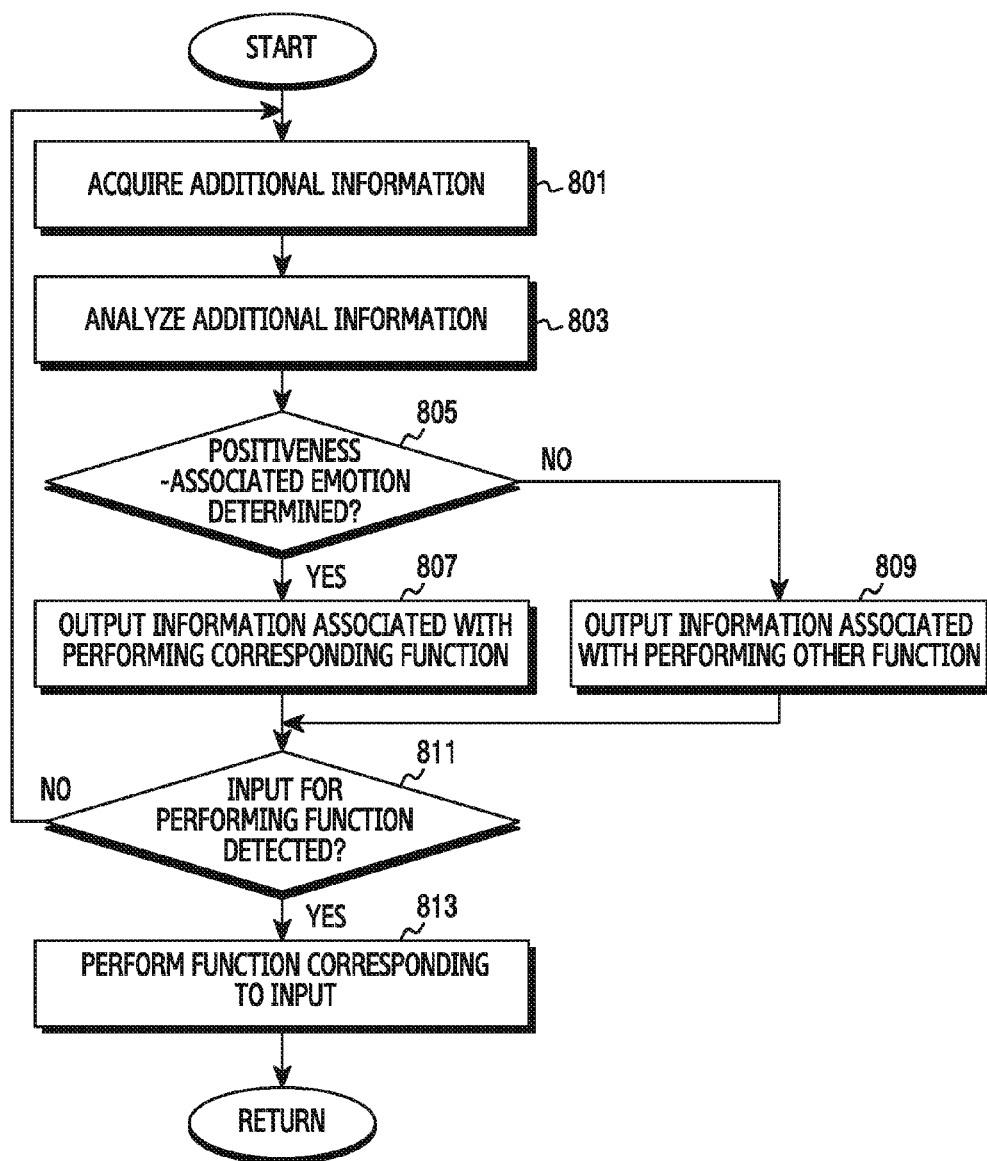 START
ACQUIRE ADDITIONAL INFORMATION
801
ANALYZE ADDITIONAL INFORMATION
803
805
POSITIVENESS
-ASSOCIATED EMOTION
DETERMINED?
NO
YES
807
OUTPUT INFORMATION ASSOCIATED WITH
PERFORMING CORRESPONDING FUNCTION
809
OUTPUT INFORMATION ASSOCIATED
WITH PERFORMING OTHER FUNCTION
811
NO
INPUT FOR
PERFORMING FUNCTION
DETECTED?
YES
813
PERFORM FUNCTION CORRESPONDING
TO INPUT
RETURN